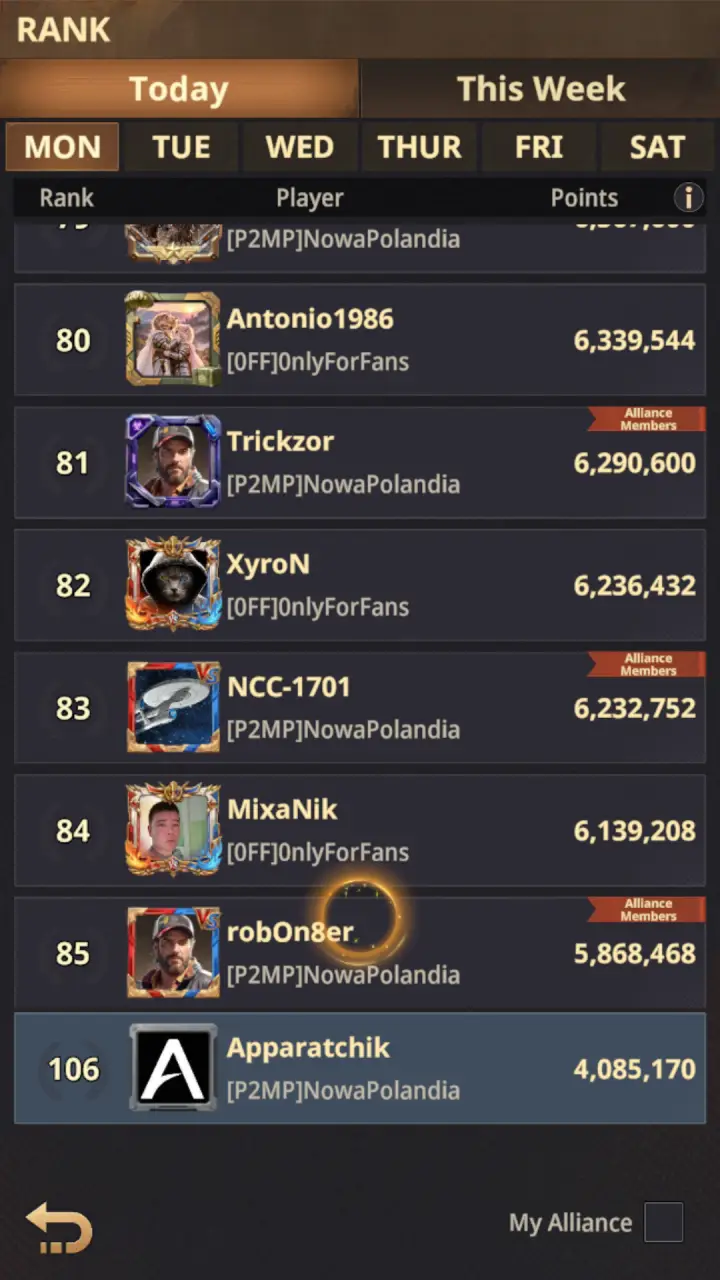 RANK
Today
This Week
MON
TUE
WED
THUR
FRI
SAT
Rank
Player
Points
[P2MP]NowaPolandia
80
Antonio1986
[0FF]0nlyForFans
6,339,544
81
Trickzor
[P2MP]NowaPolandia
Alliance
Members
6,290,600
82
XyroN
[0FF]0nlyForFans
6,236,432
83
NCC-1701
[P2MP]NowaPolandia
Alliance
Members
6,232,752
84
MixaNik
[0FF]0nlyForFans
6,139,208
85
robOn8er
[P2MP]NowaPolandia
Alliance
Members
5,868,468
106
Apparatchik
[P2MP]NowaPolandia
4,085,170
My Alliance